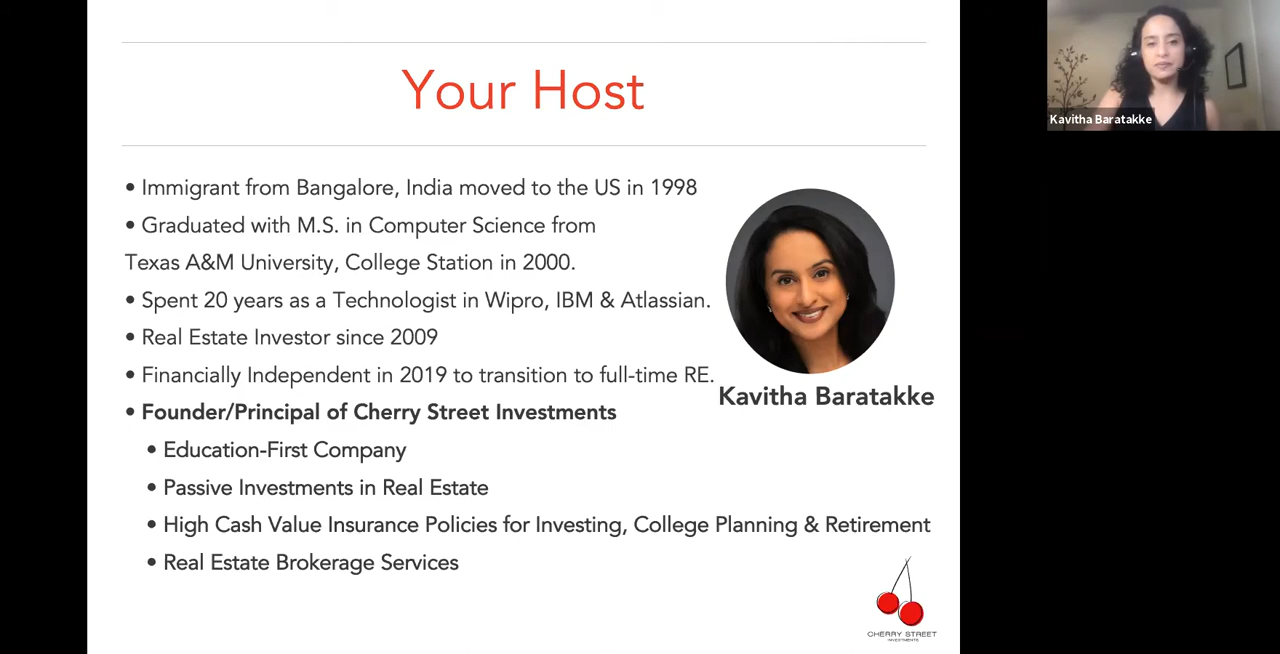 Your Host
• Immigrant from Bangalore, India moved to the US in 1998
• Graduated with M.S. in Computer Science from
Texas A&M University, College Station in 2000.
• Spent 20 years as a Technologist in Wipro, IBM & Atlassian.
• Real Estate Investor since 2009
• Financially Independent in 2019 to transition to full-time RE.
• Founder/Principal of Cherry Street Investments
• Education-First Company
• Passive Investments in Real Estate
• High Cash Value Insurance Policies for Investing, College Planning & Retirement
• Real Estate Brokerage Services
Kavitha Baratakke
CHERRY STREET
INVESTMENTS
Kavitha Baratakke